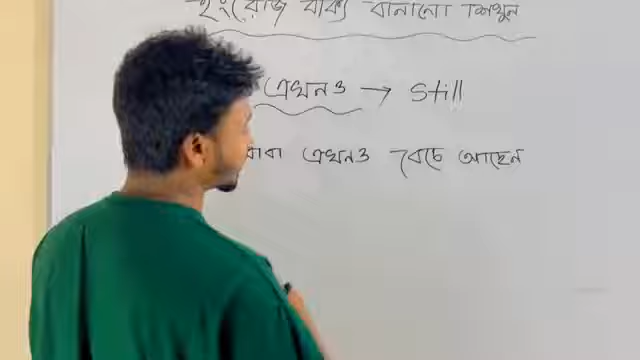 ইংরেজি বাক্য বানানো শিখুন
এখনও → Still
বাবা এখনও বেঁচে আছেন